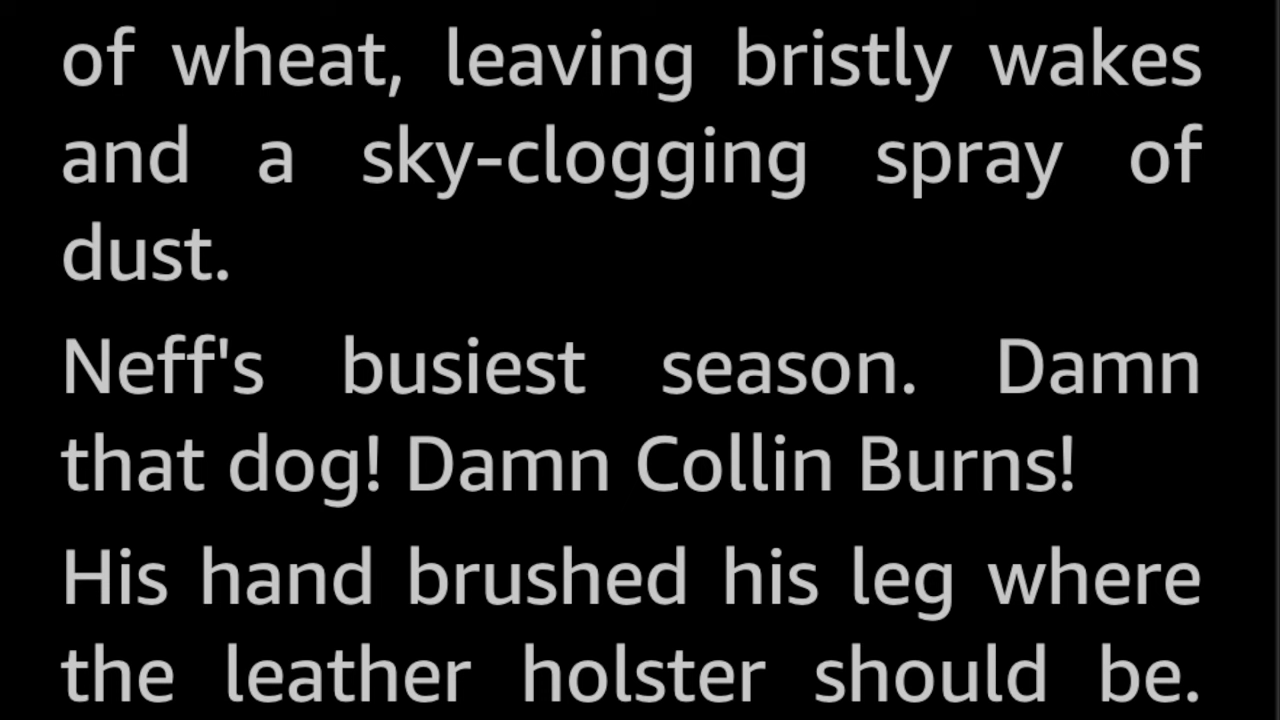 of wheat, leaving bristly wakes
and a sky-clogging spray of
dust.
Neff's busiest season. Damn
that dog! Damn Collin Burns!
His hand brushed his leg where
the leather holster should be.